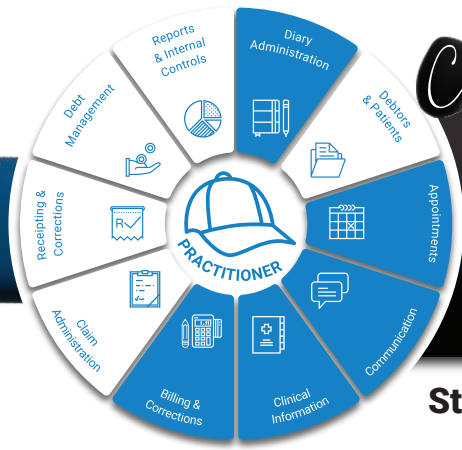 Reports
& Internal
Controls
Diary
Administration
Debtors
& Patients
Appointments
Communication
Clinical
Information
Billing &
Corrections
Claim
Administration
Receipting &
Corrections
Debt
Management
PRACTITIONER
R
C
St